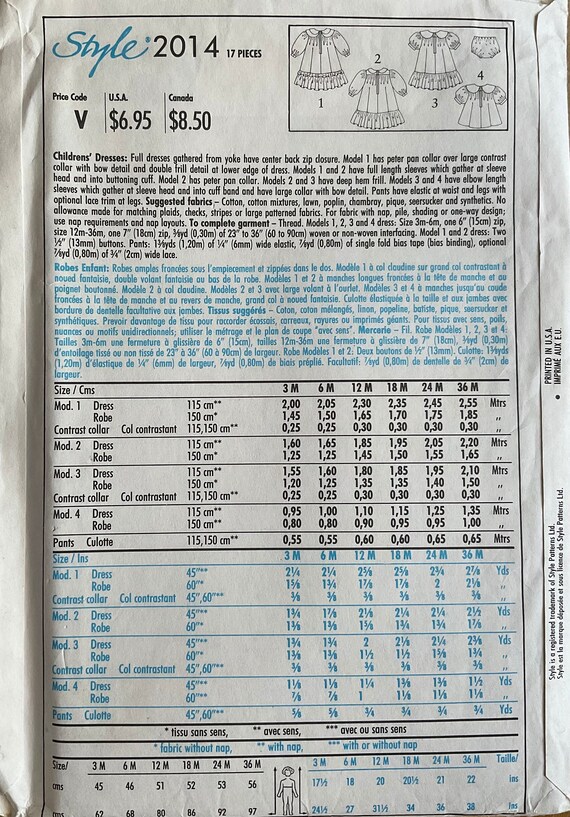 Style® 2014 17 PIECES
Price Code
U.S.A.
Canada
V $6.95 $8.50
1
2
3
4
Childrens' Dresses: Full dresses gathered from yoke have center back zip closure. Model 1 has peter pan collar over large contrast
collar with bow detail and double frill detail at lower edge of dress. Models 1 and 2 have full length sleeves which gather at sleeve
head and into buttoning cuff. Model 2 has peter pan collar. Models 2 and 3 have deep hem frill. Models 3 and 4 have elbow length
sleeves which gather at sleeve head and into cuff band and have large collar with bow detail. Pants have elastic at waist and legs with
optional lace trim at legs. Suggested fabrics – Cotton, cotton mixtures, lawn, poplin, chambray, pique, seersucker and synthetics. No
allowance made for matching plaids, checks, stripes or large patterned fabrics. For fabric with nap, pile, shading or one-way design;
use nap requirements and nap layouts. To complete garment – Thread. Models 1, 2, 3 and 4 dress: Size 3m-6m, one 6" (15cm) zip,
size 12m-36m, one 7" (18cm) zip, ⅜yd (0,30m) of 23" to 36" (60 to 90cm) woven or non-woven interfacing. Model 1 and 2 dress: Two
½" (13mm) buttons. Pants: 1⅜yds (1,20m) of ¼" (6mm) wide elastic, ⅞yd (0,80m) of single fold bias tape (bias binding), optional
⅞yd (0,80m) of ¾" (2cm) wide lace.
Robes Enfant: Robes amples froncées sous l'empiecement et zippées dans le dos. Modèle 1 à col claudine sur grand col contrastant à
noued fantaisie, double volant fantaisie au bas de la robe. Modèles 1 et 2 à manches longues froncées à la tête de manche et au
poignet boutonné. Modèle 2 à col claudine. Modèles 2 et 3 avec large volant à l'ourlet. Modèles 3 et 4 à manches jusqu'au coude
froncées à la tête de manche et au revers de manche, grand col à noued fantaisie. Culotte élastiquée à la taille et aux jambes avec
bordure de dentelle facultative aux jambes. Tissus suggérés – Coton, coton mélanges, linon, popeline, batiste, pique, seersucker et
synthétiques. Prevoir davantage de tissu pour racorder écossais, carreaux, rayures ou imprimés géants. Pour tissus avec sens, poils,
nuances ou motifs unidirectionels; utiliser le métrage et le plan de coupe "avec sens". Mercerie – Fil. Robe Modèles 1, 2, 3 et 4:
Tailles 3m-6m une fermeture à glissière de 6" (15cm), tailles 12m-36m une fermeture à glissière de 7" (18cm), ⅜yd (0,30m)
d'entoilage tissé ou non tissé de 23" à 36" (60 à 90cm) de largeur. Robe Modèles 1 et 2; Deux boutons de ½" (13mm). Culotte: 1⅜yds
(1,20m) d'élastique de ¼" (6mm) de largeur, ⅞yd (0,80m) de biais préplié. Facultatif: ⅞yd (0,80m) de dentelle de ¾" (2cm) de
largeur.
Size / Cms 3 M 6 M 12 M 18 M 24 M 36 M
Mod. 1 Dress 115 cm** 2,00 2,05 2,30 2,35 2,45 2,55 Mtrs
Robe 150 cm* 1,45 1,50 1,65 1,70 1,75 1,85 ,,
Contrast collar Col contrastant 115,150 cm** 0,25 0,25 0,30 0,30 0,30 0,30 ,,
Mod. 2 Dress 115 cm** 1,60 1,65 1,85 1,95 2,05 2,20 Mtrs
Robe 150 cm* 1,25 1,25 1,45 1,50 1,55 1,65 ,,
Mod. 3 Dress 115 cm** 1,55 1,60 1,80 1,85 1,95 2,10 Mtrs
Robe 150 cm* 1,20 1,25 1,35 1,35 1,40 1,50 ,,
Contrast collar Col contrastant 115,150 cm** 0,25 0,25 0,30 0,30 0,30 0,30 ,,
Mod. 4 Dress 115 cm** 0,95 1,00 1,10 1,15 1,25 1,35 Mtrs
Robe 150 cm** 0,80 0,80 0,90 0,95 0,95 1,00 ,,
Pants Culotte 115,150 cm** 0,55 0,55 0,60 0,60 0,65 0,65 Mtrs
Size / Ins 3 M 6 M 12 M 18 M 24 M 36 M
Mod. 1 Dress 45"** 2¼ 2¼ 2⅝ 2⅝ 2¾ 2⅞ Yds
Robe 60"* 1⅝ 1¾ 1⅞ 1⅞ 2 2⅛ ,,
Contrast collar Col contrastant 45",60"** ⅜ ⅜ ⅜ ⅜ ⅜ ⅜ ,,
Mod. 2 Dress 45"** 1¾ 1⅞ 2⅛ 2¼ 2¼ 2½ Yds
Robe 60"* 1⅜ 1⅜ 1⅝ 1¾ 1¾ 1⅞ ,,
Mod. 3 Dress 45"** 1¾ 1¾ 2 2⅛ 2¼ 2⅜ Yds
Robe 60"* 1⅜ 1⅜ 1½ 1½ 1⅝ 1¾ ,,
Contrast collar Col contrastant 45",60"** ⅜ ⅜ ⅜ ⅜ ⅜ ⅜ ,,
Mod. 4 Dress 45"** 1⅛ 1⅛ 1¼ 1⅜ 1⅜ 1½ Yds
Robe 60"** ⅞ ⅞ 1 1⅛ 1⅛ 1⅛ ,,
Pants Culotte 45",60"** ⅝ ⅝ ¾ ¾ ¾ ¾ Yds
* tissu sans sens, ** avec sens, *** avec ou sans sens
* fabric without nap, ** with nap, *** with or without nap
Size/ 3 M 6 M 12 M 18 M 24 M 36 M 3 M 6 M 12 M 18 M 24 M 36 M Taille/
cms 45 46 51 52 53 56 17½ 18 20 20½ 21 22 ins
cms 62 68 80 86 92 97 24½ 27 31½ 34 36 38 ins
PRINTED IN U.S.A.
IMPRIME AUX E.U.
Style is a registered trademark of Style Patterns Ltd.
Style est la marque déposée et sous licence de Style Patterns Ltd.